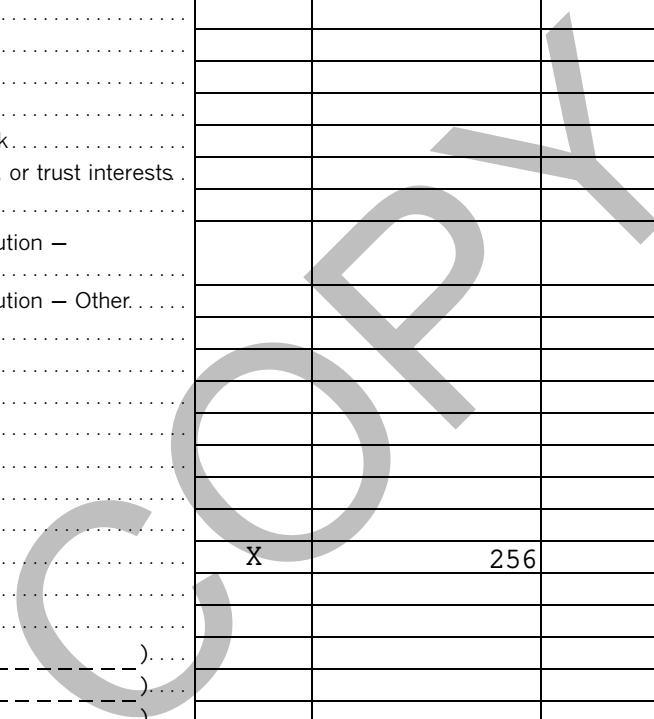 k
or trust interests
ution —
ution — Other
X 256
)
)
)
COPY